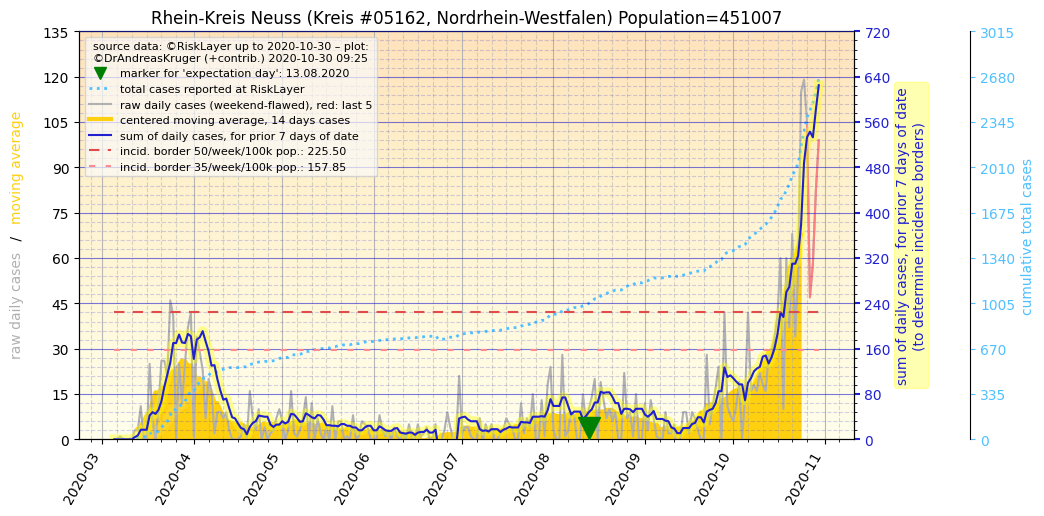 Rhein-Kreis Neuss (Kreis #05162, Nordrhein-Westfalen) Population=451007
source data: ©RiskLayer up to 2020-10-30 – plot:
©DrAndreasKruger (+contrib.) 2020-10-30 09:25
marker for 'expectation day': 13.08.2020
total cases reported at RiskLayer
raw daily cases (weekend-flawed), red: last 5
centered moving average, 14 days cases
sum of daily cases, for prior 7 days of date
incid. border 50/week/100k pop.: 225.50
incid. border 35/week/100k pop.: 157.85
raw daily cases / moving average
135
120
105
90
75
60
45
30
15
0
720
640
560
480
400
320
240
160
80
0
sum of daily cases, for prior 7 days of date
(to determine incidence borders)
3015
2680
2345
2010
1675
1340
1005
670
335
0
cumulative total cases
2020-03
2020-04
2020-05
2020-06
2020-07
2020-08
2020-09
2020-10
2020-11